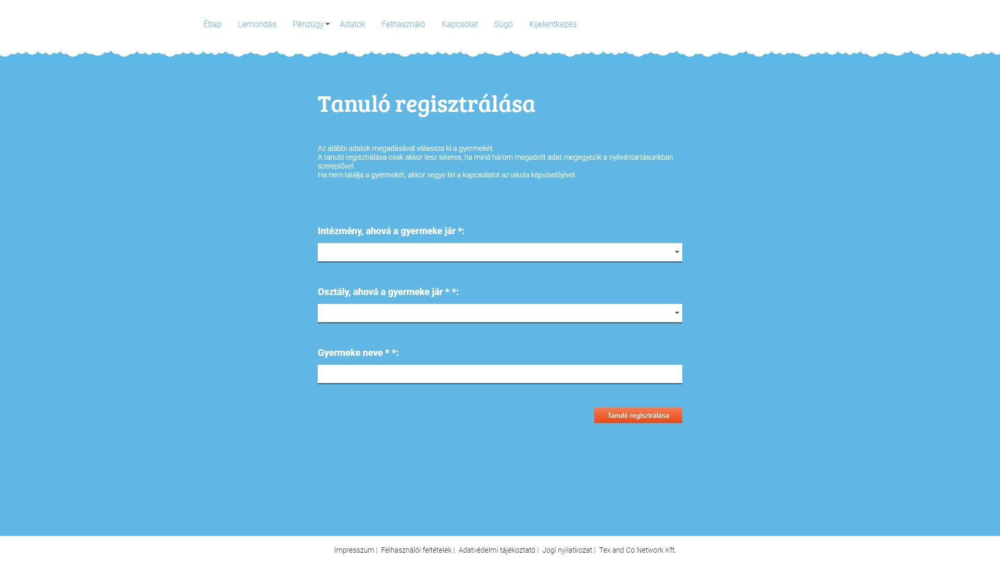 Étlap Lemondás Pénzügy Adatok Felhasználó Kapcsolat Súgó Kijelentkezés
Tanuló regisztrálása
Az alábbi adatok megadásával válassza ki a gyermekét.
A tanuló regisztrálása csak akkor lesz sikeres, ha mind három megadott adat megegyezik a nyilvántartásunkban
szereplővel.
Ha nem találja a gyermekét, akkor vegye fel a kapcsolatot az iskola képviselőjével.
Intézmény, ahová a gyermeke jár *:
Osztály, ahová a gyermeke jár * *:
Gyermeke neve * *:
Tanuló regisztrálása
Impresszum | Felhasználói feltételek | Adatvédelmi tájékoztató | Jogi nyilatkozat | Tex and Co Network Kft.